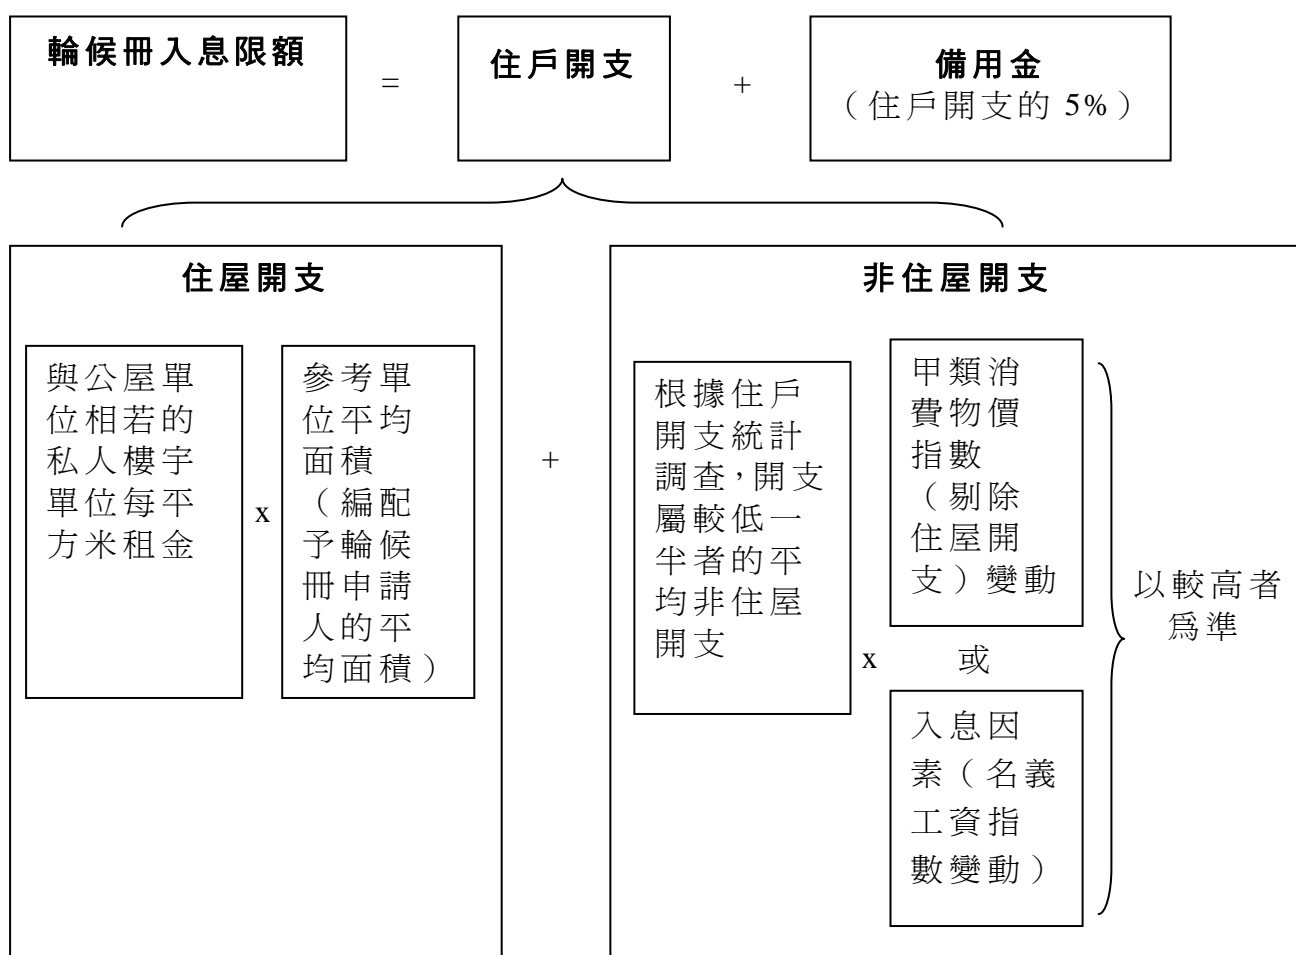 輪候冊入息限額
=
住戶開支
+
備用金
（住戶開支的 5%）
住屋開支
與公屋單
位相若的
私人樓宇
單位每平
方米租金
x
參考單
位平均
面積
（編配
予輪候
冊申請
人的平
均面積）
+
非住屋開支
根據住戶
開支統計
調查，開支
屬較低一
半者的平
均非住屋
開支
x
甲類消
費物價
指數
（剔除
住屋開
支）變動
或
入息因
素（名義
工資指
數變動）
以較高者
為準